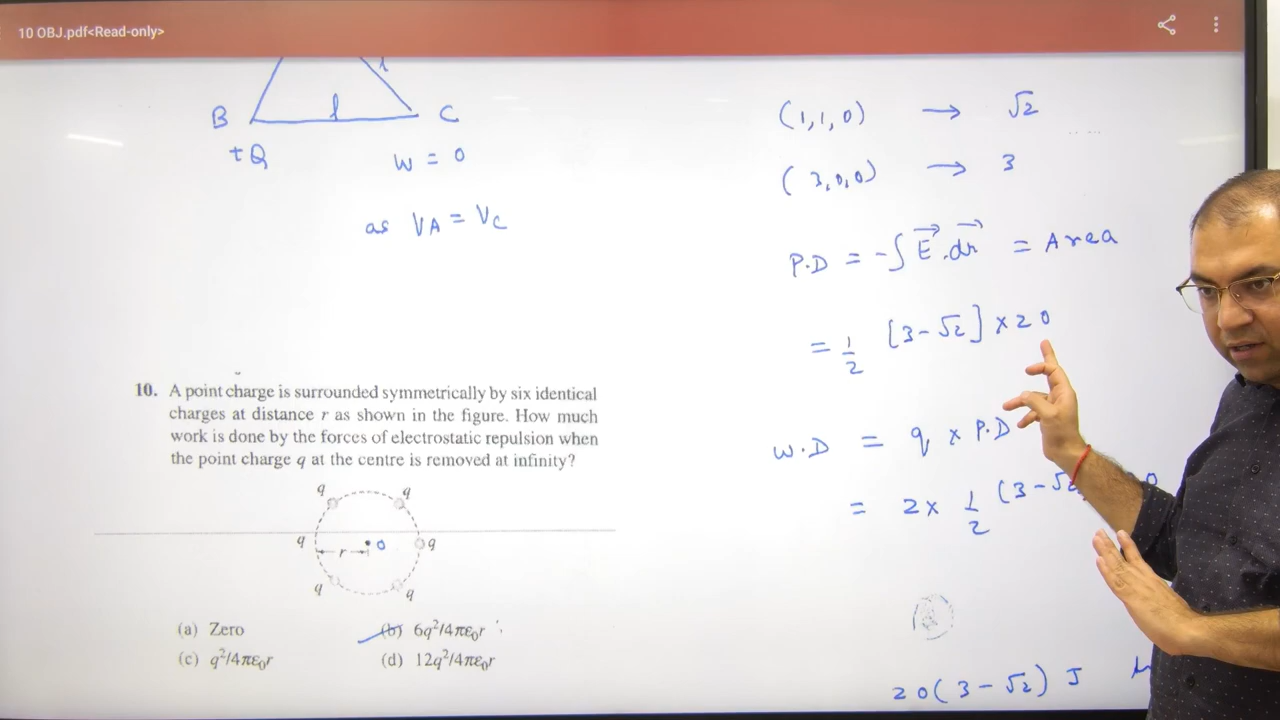 10 OBJ.pdf<Read-only>
l
B l C
+Q W = 0
as VA = VC
10. A point charge is surrounded symmetrically by six identical
charges at distance r as shown in the figure. How much
work is done by the forces of electrostatic repulsion when
the point charge q at the centre is removed at infinity?
q q
q r O q
q q
(a) Zero (b) 6q²/4πε₀r
(c) q²/4πε₀r (d) 12q²/4πε₀r
(1,1,0) → √2
(3,0,0) → 3
P.D = -∫ E⃗ . dr⃗ = Area
= 1/2 [3-√2] × 20
W.D = q × P.D
= 2 × 1/2 (3-√2
20(3-√2) J